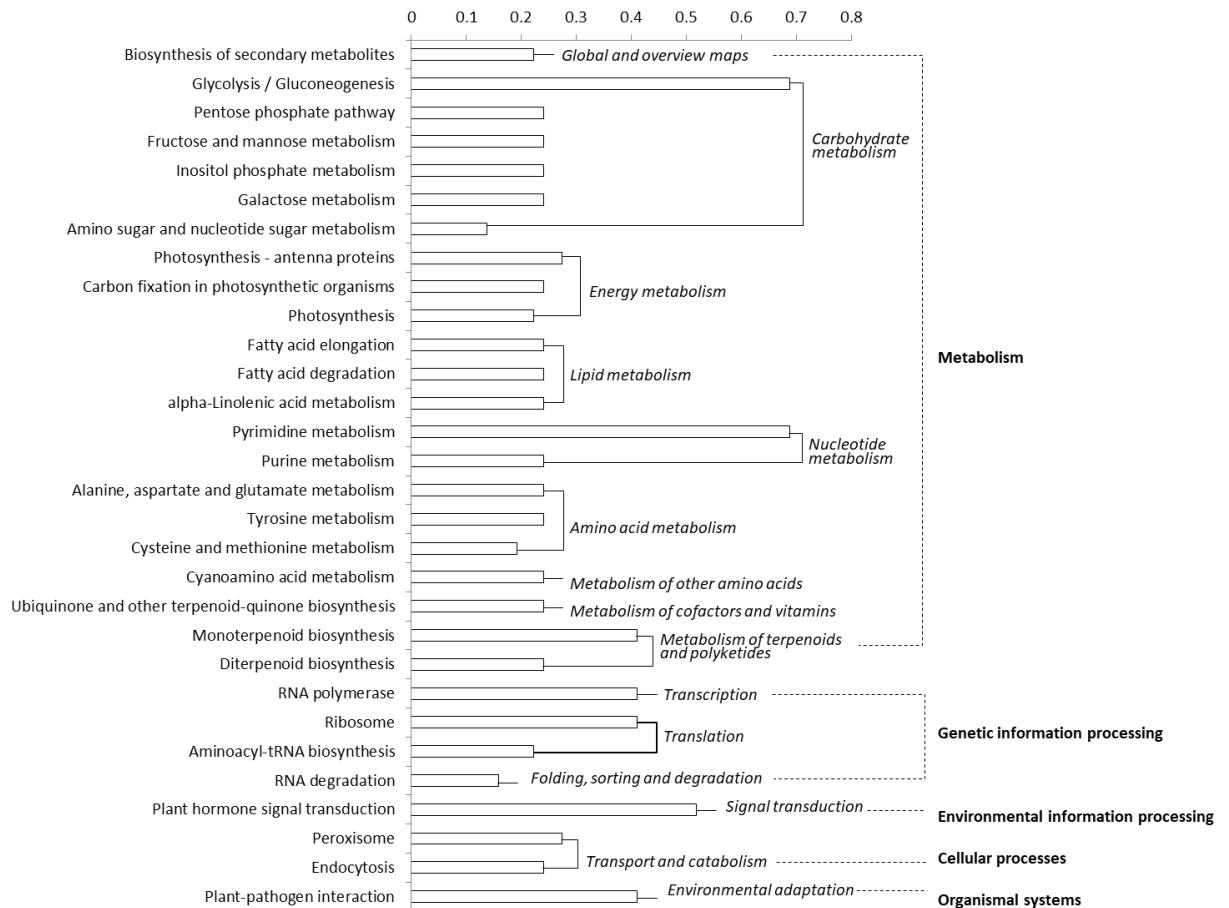 0 0.1 0.2 0.3 0.4 0.5 0.6 0.7 0.8
Biosynthesis of secondary metabolites
Global and overview maps
Glycolysis / Gluconeogenesis
Pentose phosphate pathway
Fructose and mannose metabolism
Carbohydrate
metabolism
Inositol phosphate metabolism
Galactose metabolism
Amino sugar and nucleotide sugar metabolism
Photosynthesis - antenna proteins
Carbon fixation in photosynthetic organisms
Energy metabolism
Photosynthesis
Fatty acid elongation
Metabolism
Fatty acid degradation
Lipid metabolism
alpha-Linolenic acid metabolism
Pyrimidine metabolism
Nucleotide
metabolism
Purine metabolism
Alanine, aspartate and glutamate metabolism
Tyrosine metabolism
Amino acid metabolism
Cysteine and methionine metabolism
Cyanoamino acid metabolism
Metabolism of other amino acids
Ubiquinone and other terpenoid-quinone biosynthesis
Metabolism of cofactors and vitamins
Monoterpenoid biosynthesis
Metabolism of terpenoids
and polyketides
Diterpenoid biosynthesis
RNA polymerase
Transcription
Ribosome
Translation
Genetic information processing
Aminoacyl-tRNA biosynthesis
RNA degradation
Folding, sorting and degradation
Plant hormone signal transduction
Signal transduction
Environmental information processing
Peroxisome
Transport and catabolism
Cellular processes
Endocytosis
Plant-pathogen interaction
Environmental adaptation
Organismal systems